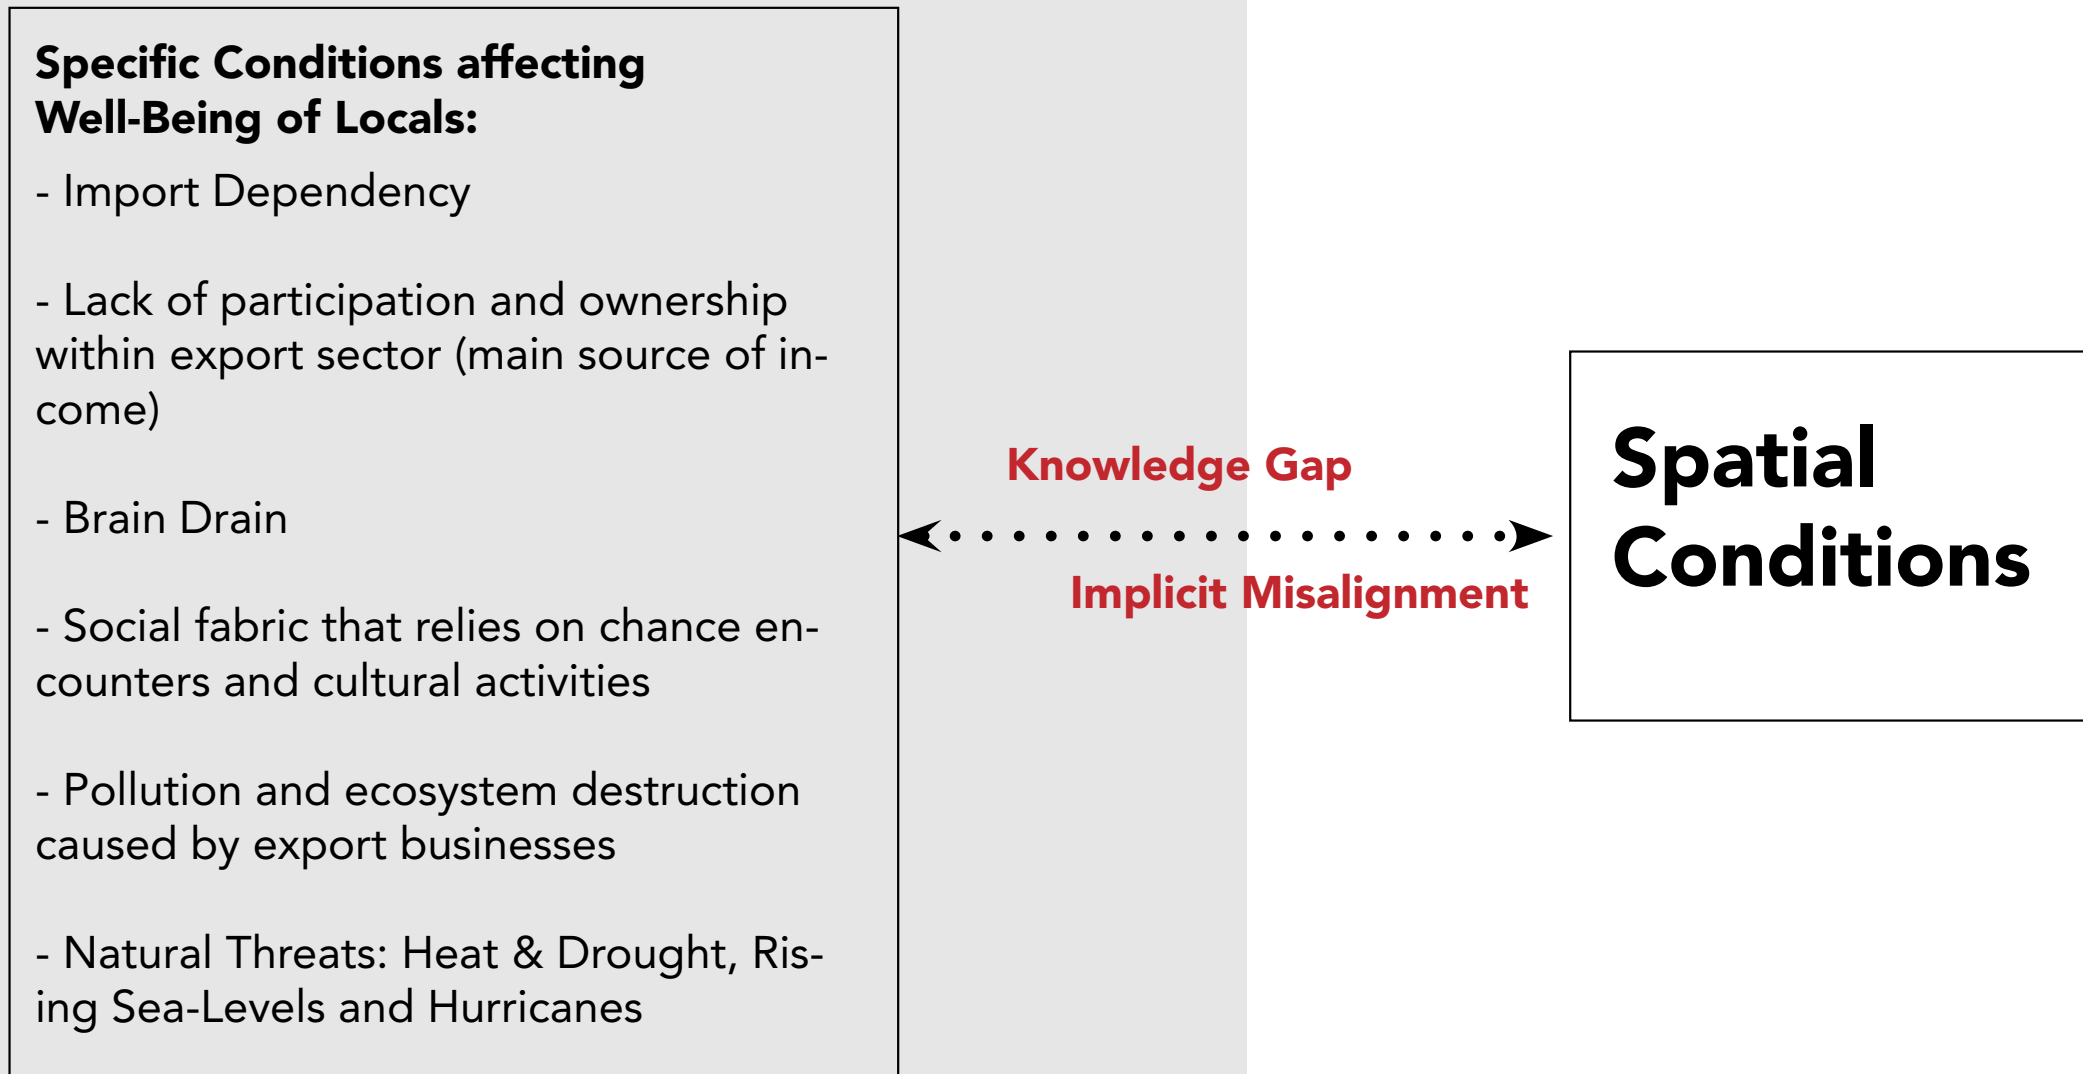 Specific Conditions affecting
Well-Being of Locals:
- Import Dependency
- Lack of participation and ownership
within export sector (main source of in-
come)
- Brain Drain
- Social fabric that relies on chance en-
counters and cultural activities
- Pollution and ecosystem destruction
caused by export businesses
- Natural Threats: Heat & Drought, Ris-
ing Sea-Levels and Hurricanes
Knowledge Gap
Implicit Misalignment
Spatial
Conditions